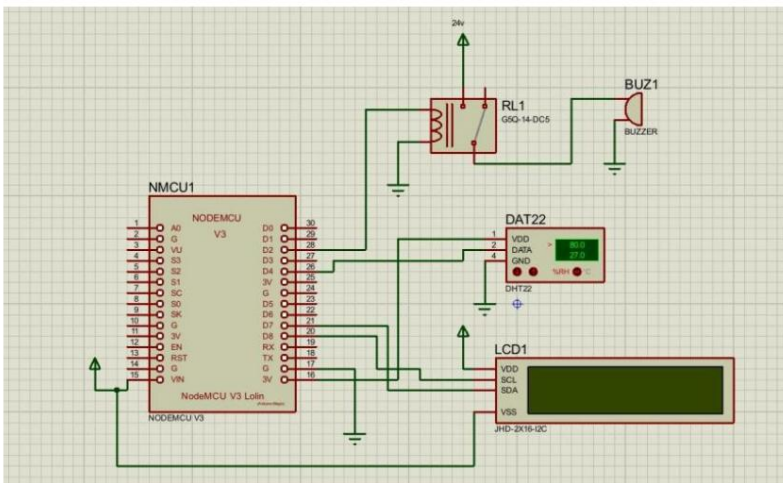 24v
RL1
G5Q-14-DC5
BUZ1
BUZZER
NMCU1
NODEMCU
V3
1 A0
2 G
3 VU
4 S3
5 S2
6 S1
7 SC
8 S0
9 SK
10 G
11 3V
12 EN
13 RST
14 G
15 VIN
D0 30
D1 29
D2 28
D3 27
D4 26
3V 25
G 24
D5 23
D6 22
D7 21
D8 20
RX 19
TX 18
G 17
3V 16
NodeMCU V3 Lolin
NODEMCU V3
DAT22
1 VDD
2 DATA
4 GND
> 80.0
27.0
%RH °C
DHT22
LCD1
VDD
SCL
SDA
VSS
JHD-2X16-I2C